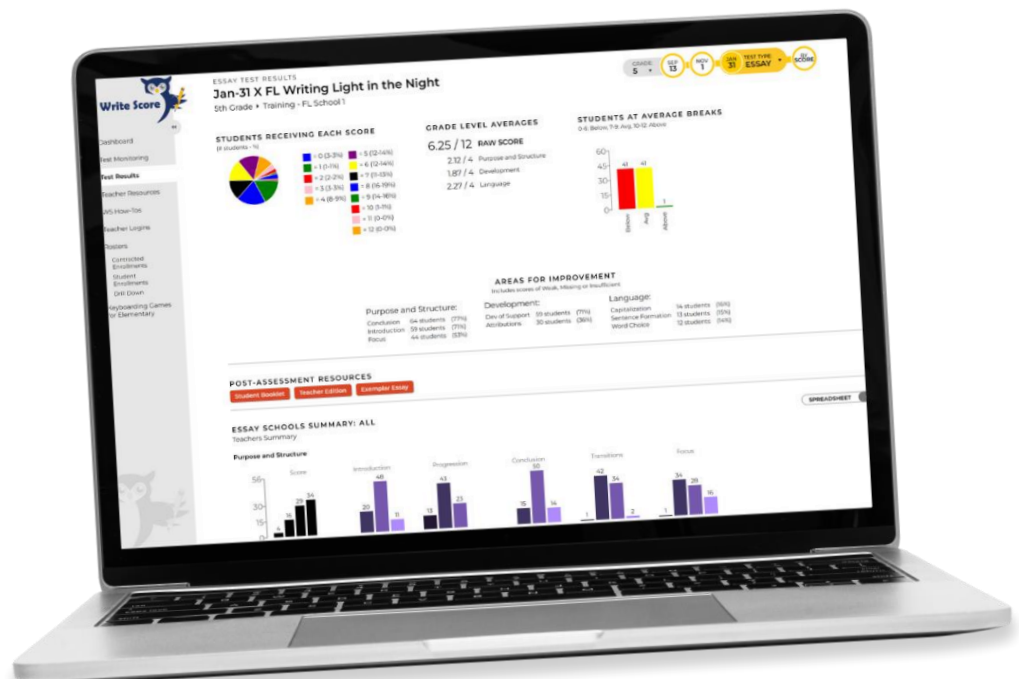 Write Score
Dashboard
Test Monitoring
Test Results
Teacher Resources
WS How-Tos
Teacher Logins
Rosters
Contracted
Enrollments
Student
Enrollments
Drill Down
Keyboarding Games
for Elementary
ESSAY TEST RESULTS
Jan-31 X FL Writing Light in the Night
5th Grade • Training - FL School 1
GRADE
5
SEP
13
NOV
1
JAN
31
TEST TYPE
ESSAY
BY
SCORE
STUDENTS RECEIVING EACH SCORE
(# students - %)
= 0 (3-3%)
= 1 (1-1%)
= 2 (2-2%)
= 3 (3-3%)
= 4 (8-9%)
= 5 (12-14%)
= 6 (12-14%)
= 7 (11-13%)
= 8 (16-19%)
= 9 (14-16%)
= 10 (1-1%)
= 11 (0-0%)
= 12 (0-0%)
GRADE LEVEL AVERAGES
6.25 / 12 RAW SCORE
2.12 / 4 Purpose and Structure
1.87 / 4 Development
2.27 / 4 Language
STUDENTS AT AVERAGE BREAKS
0-6: Below, 7-9: Avg, 10-12: Above
60
45
30
15
0
41
41
1
Below
Avg
Above
AREAS FOR IMPROVEMENT
Includes scores of Weak, Missing or Insufficient
Purpose and Structure:
Conclusion 64 students (77%)
Introduction 59 students (71%)
Focus 44 students (53%)
Development:
Dev of Support 59 students (71%)
Attributions 30 students (36%)
Language:
Capitalization 14 students (16%)
Sentence Formation 13 students (15%)
Word Choice 12 students (14%)
POST-ASSESSMENT RESOURCES
Student Booklet
Teacher Edition
Exemplar Essay
SPREADSHEET
ESSAY SCHOOLS SUMMARY: ALL
Teachers Summary
Purpose and Structure
Score
56
30
15
0
4
16
29
34
Introduction
20
48
11
Progression
13
43
23
Conclusion
15
50
14
Transitions
1
42
34
2
Focus
1
34
28
16